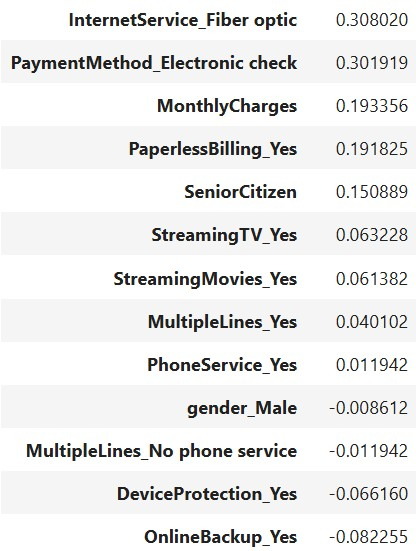 InternetService_Fiber optic 0.308020
PaymentMethod_Electronic check 0.301919
MonthlyCharges 0.193356
PaperlessBilling_Yes 0.191825
SeniorCitizen 0.150889
StreamingTV_Yes 0.063228
StreamingMovies_Yes 0.061382
MultipleLines_Yes 0.040102
PhoneService_Yes 0.011942
gender_Male -0.008612
MultipleLines_No phone service -0.011942
DeviceProtection_Yes -0.066160
OnlineBackup_Yes -0.082255